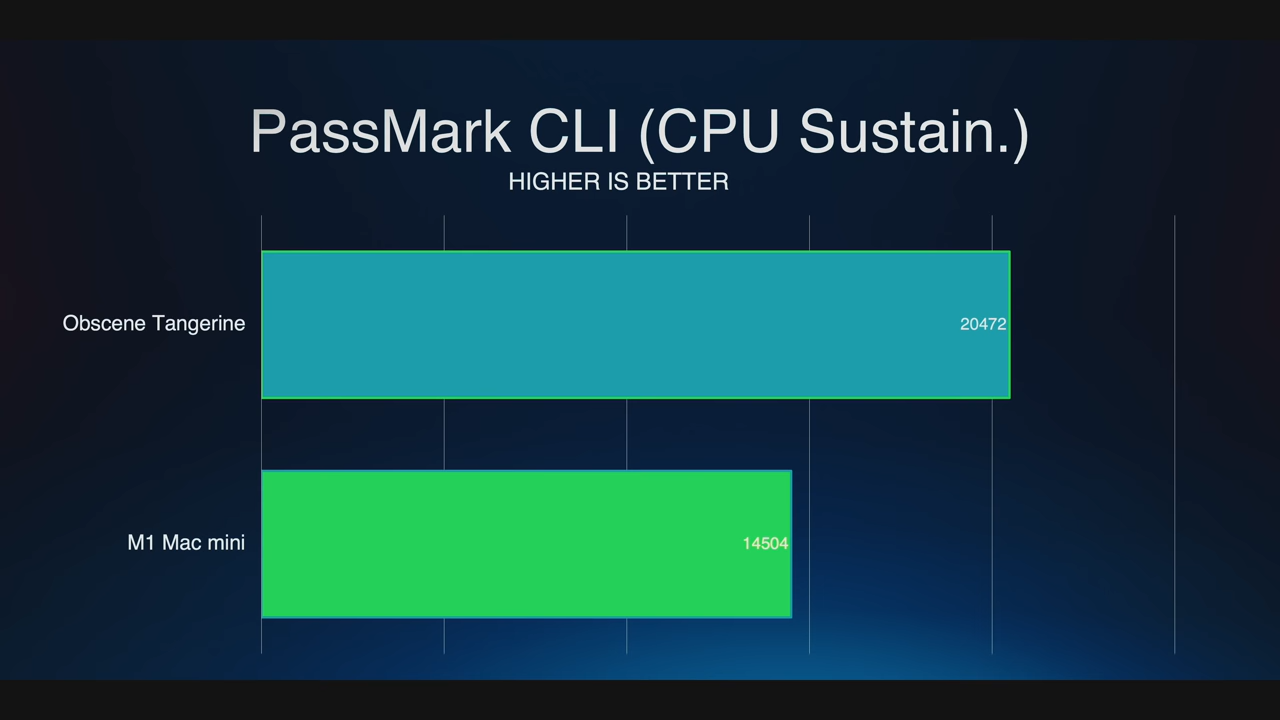 PassMark CLI (CPU Sustain.)
HIGHER IS BETTER
Obscene Tangerine
20472
M1 Mac mini
14504